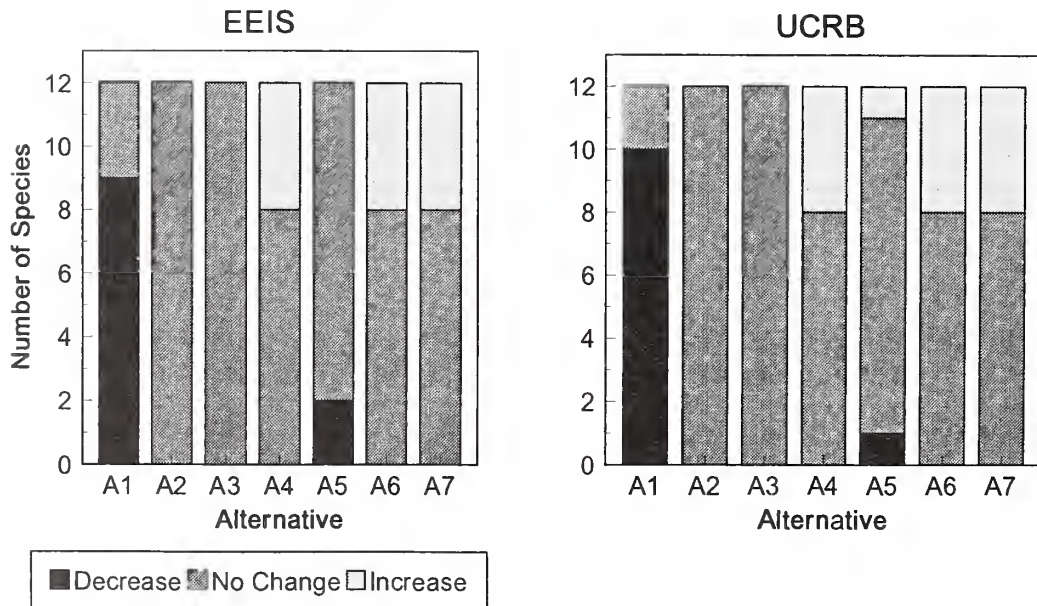 EEIS
Number of Species
12
10
8
6
4
2
0
A1 A2 A3 A4 A5 A6 A7
Alternative
UCRB
12
10
8
6
4
2
0
A1 A2 A3 A4 A5 A6 A7
Alternative
Decrease No Change Increase